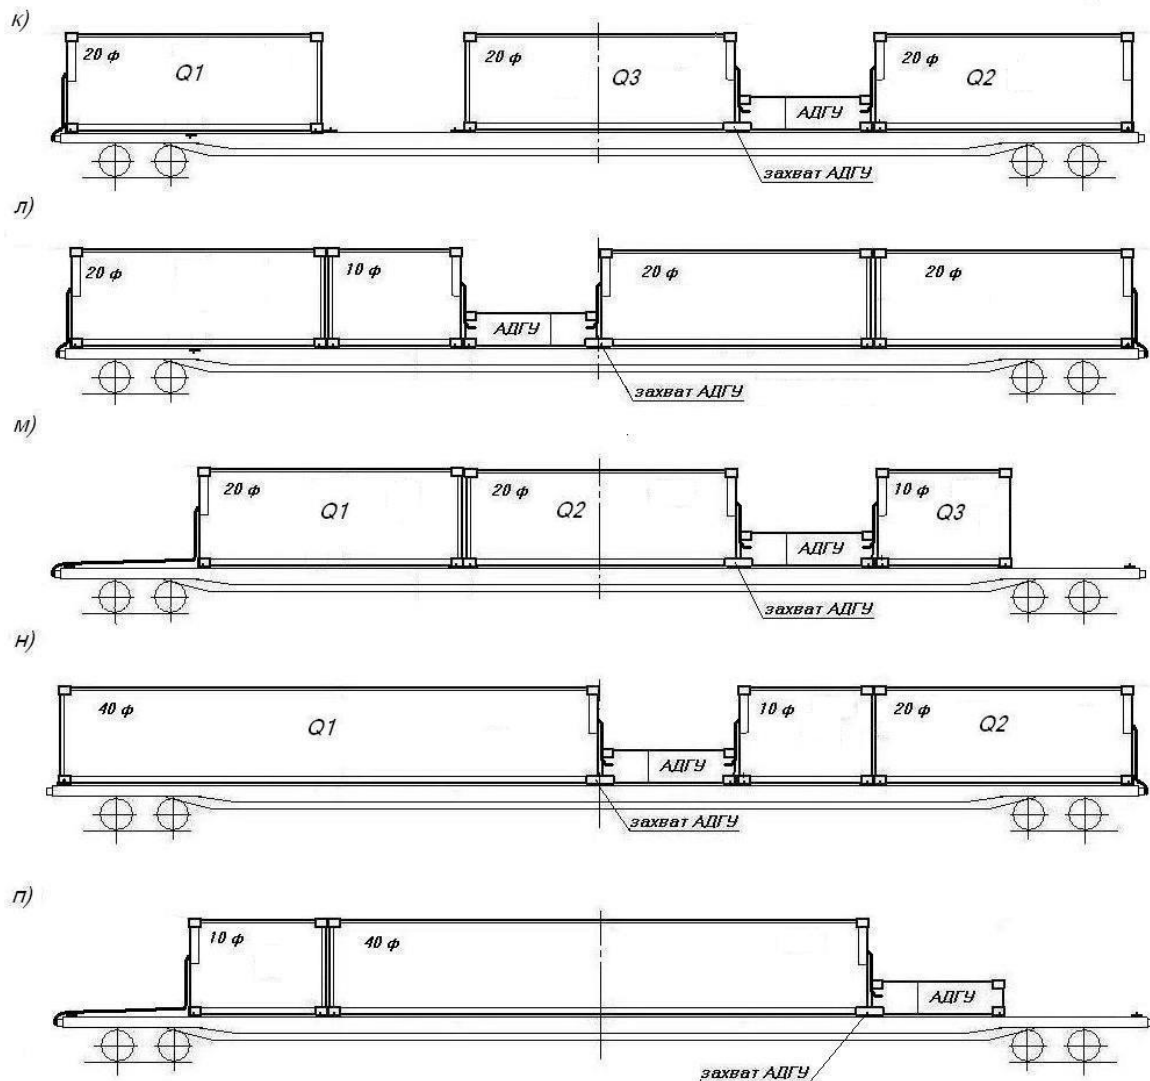 к)
20 ф Q1 20 ф Q3 20 ф Q2
АДГУ
захват АДГУ
л)
20 ф 10 ф 20 ф 20 ф
АДГУ
захват АДГУ
м)
20 ф Q1 20 ф Q2 10 ф Q3
АДГУ
захват АДГУ
н)
40 ф Q1 10 ф 20 ф Q2
АДГУ
захват АДГУ
п)
10 ф 40 ф
АДГУ
захват АДГУ